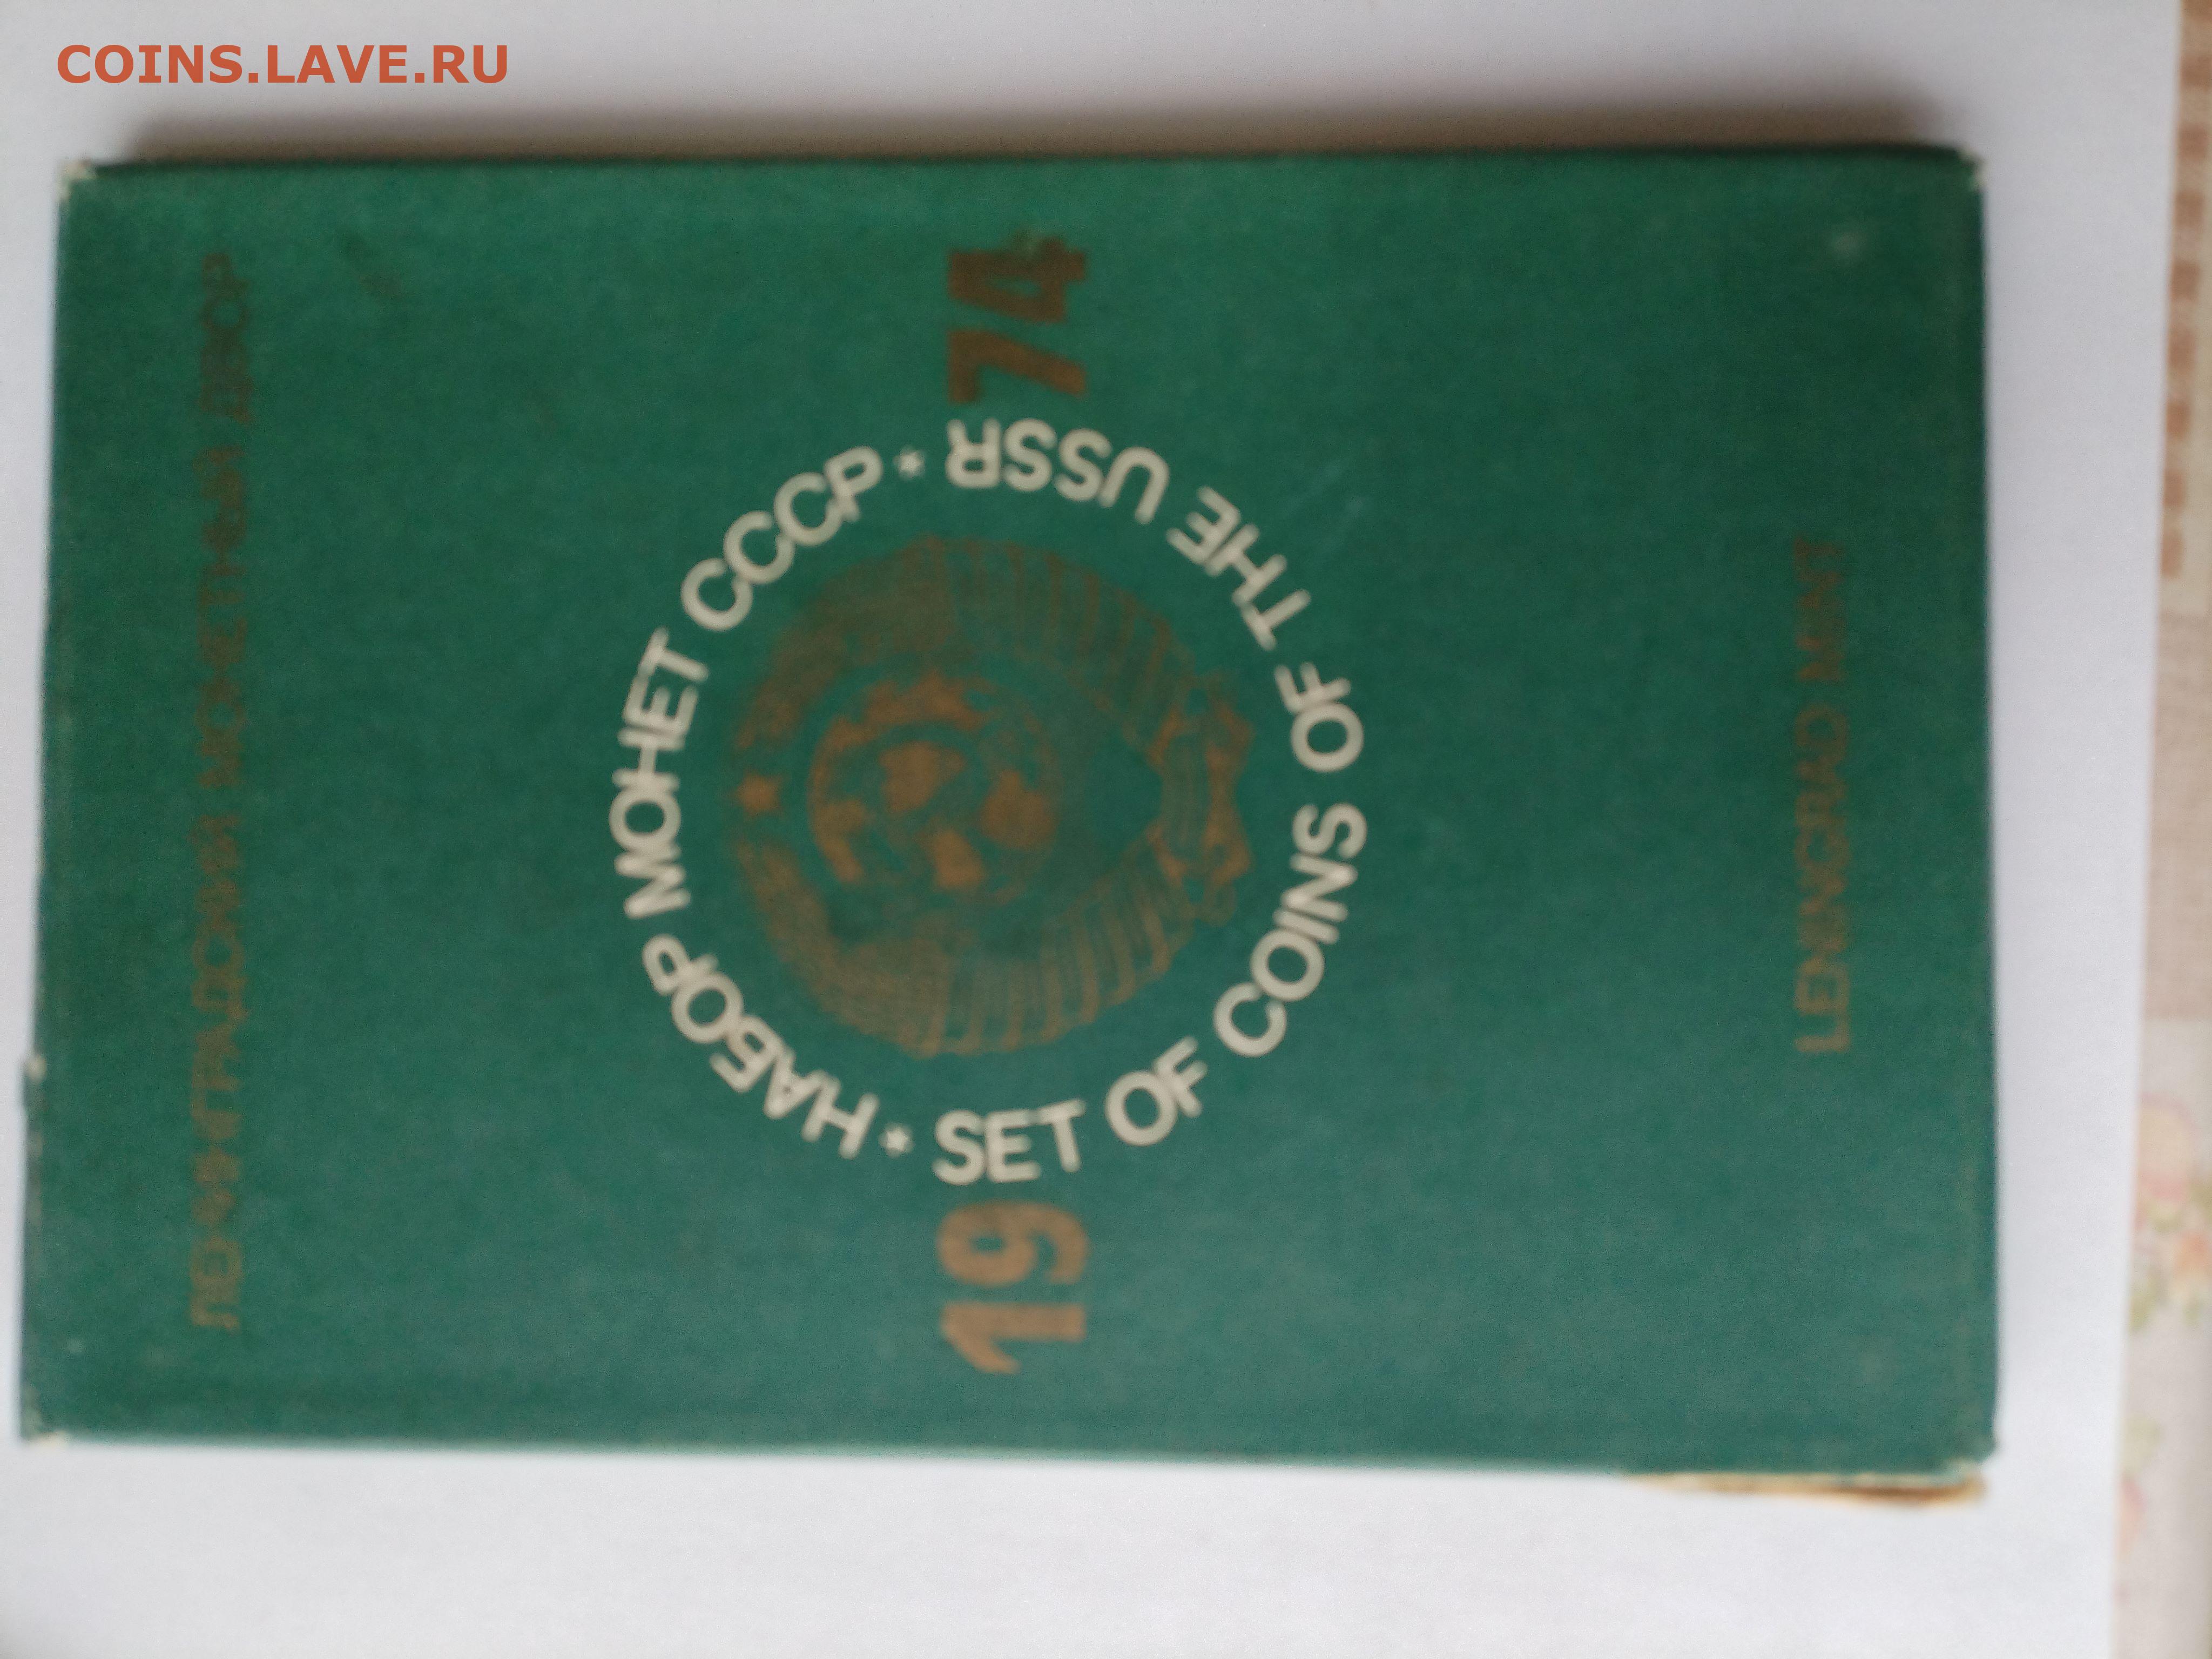 COINS.LAVE.RU
ЛЕНИНГРАДСКИЙ МОНЕТНЫЙ ДВОР
НАБОР МОНЕТ СССР
19 74
SET OF COINS OF THE USSR
LENINGRAD MINT